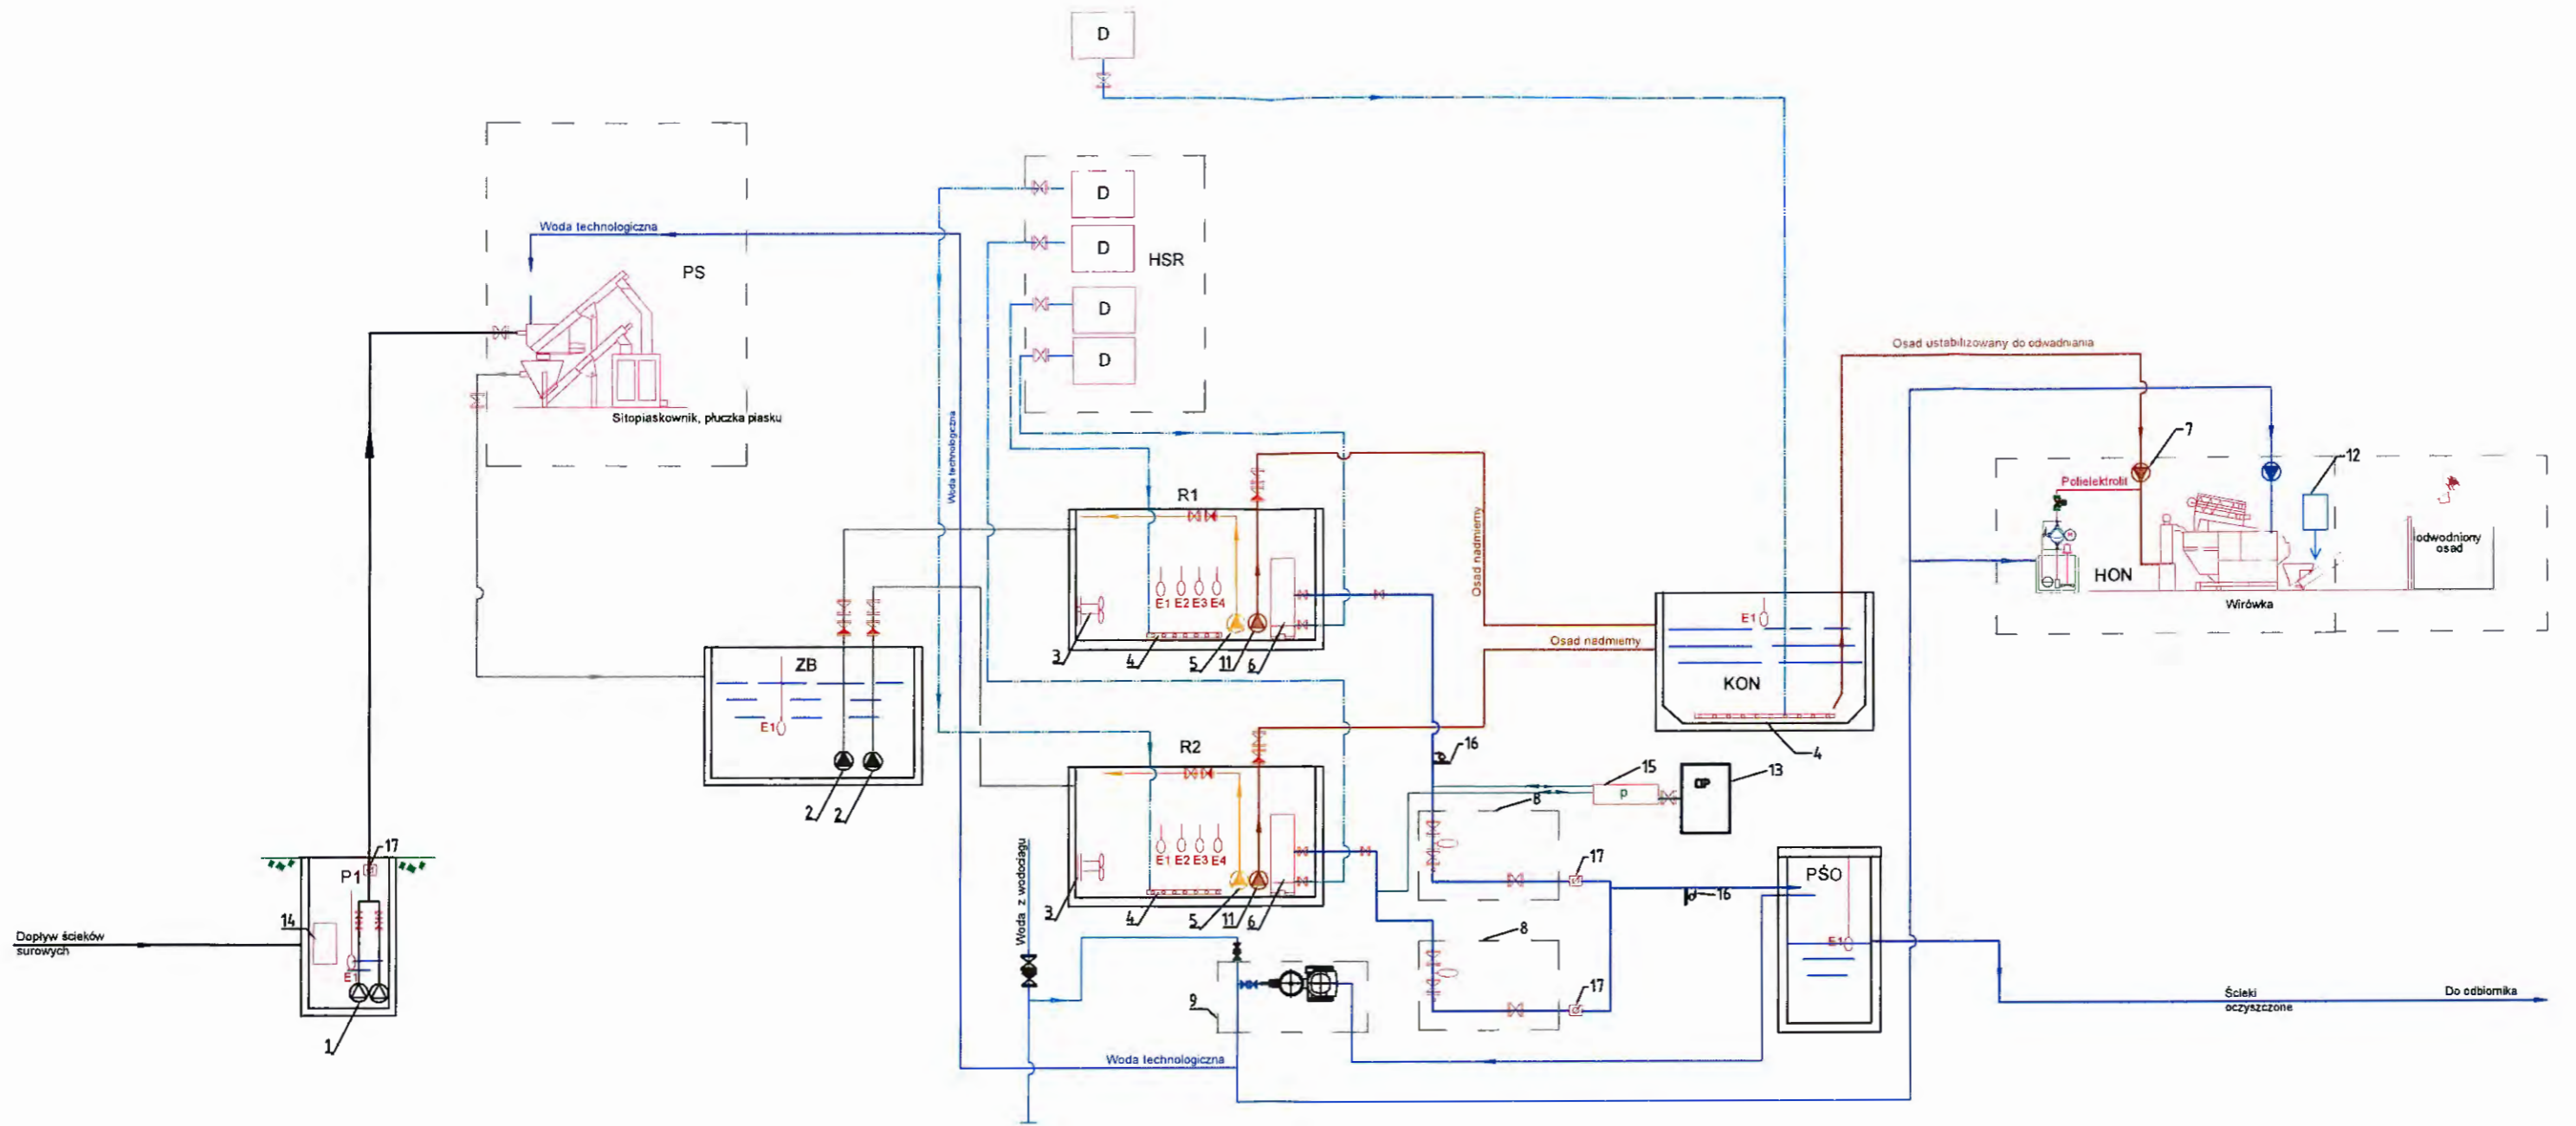 D
D
Woda technologiczna
D
HSR
PS
D
D
Osad ustabilizowany do odwadniania
Sitopiaskownik, płuczka piasku
7
12
Woda technologiczna
Polielektrolit
R1
odwodniony
osad
Osad nadmierny
HON
Wirówka
E1 E2 E3 E4
E1
3
4
5
11
6
Osad nadmierny
ZB
KON
E1
R2
16
4
15
13
P
DP
2
2
8
17
P1
Woda z wodociągu
E1 E2 E3 E4
17
PŚO
16
14
3
4
5
11
6
8
Dopływ ścieków
surowych
E1
E1
17
9
Ścieki
oczyszczone
Do odbiornika
1
Woda technologiczna